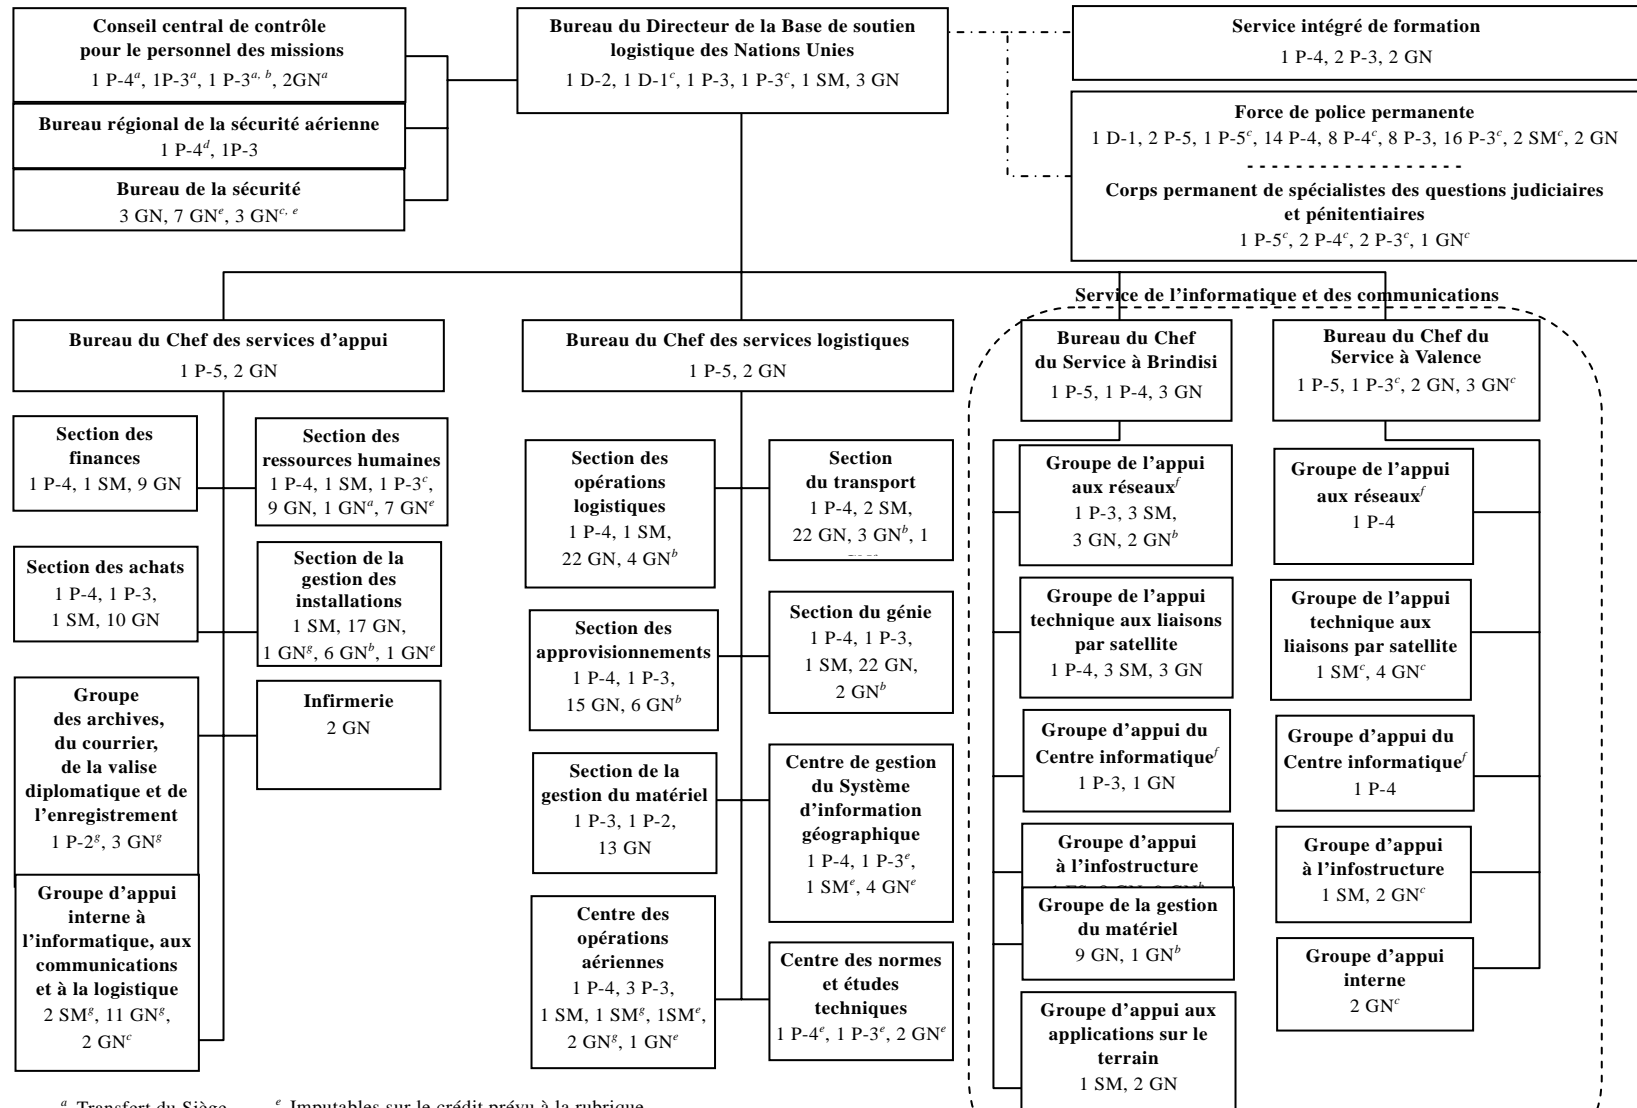 Conseil central de contrôle
pour le personnel des missions
1 P-4a, 1P-3a, 1 P-3a, b, 2GNa
Bureau régional de la sécurité aérienne
1 P-4d, 1P-3
Bureau de la sécurité
3 GN, 7 GNe, 3 GNc, e
Bureau du Directeur de la Base de soutien
logistique des Nations Unies
1 D-2, 1 D-1c, 1 P-3, 1 P-3c, 1 SM, 3 GN
Service intégré de formation
1 P-4, 2 P-3, 2 GN
Force de police permanente
1 D-1, 2 P-5, 1 P-5c, 14 P-4, 8 P-4c, 8 P-3, 16 P-3c, 2 SMc, 2 GN
Corps permanent de spécialistes des questions judiciaires
et pénitentiaires
1 P-5c, 2 P-4c, 2 P-3c, 1 GNc
Bureau du Chef des services d'appui
1 P-5, 2 GN
Section des
finances
1 P-4, 1 SM, 9 GN
Section des
ressources humaines
1 P-4, 1 SM, 1 P-3c,
9 GN, 1 GNa, 7 GNe
Section des achats
1 P-4, 1 P-3,
1 SM, 10 GN
Section de la
gestion des
installations
1 SM, 17 GN,
1 GNg, 6 GNb, 1 GNe
Groupe
des archives,
du courrier,
de la valise
diplomatique et de
l'enregistrement
1 P-2g, 3 GNg
Infirmerie
2 GN
Groupe d'appui
interne à
l'informatique, aux
communications
et à la logistique
2 SMg, 11 GNg,
2 GNc
Bureau du Chef des services logistiques
1 P-5, 2 GN
Section des
opérations
logistiques
1 P-4, 1 SM,
22 GN, 4 GNb
Section
du transport
1 P-4, 2 SM,
22 GN, 3 GNb, 1
Section des
approvisionnements
1 P-4, 1 P-3,
15 GN, 6 GNb
Section du génie
1 P-4, 1 P-3,
1 SM, 22 GN,
2 GNb
Section de la
gestion du matériel
1 P-3, 1 P-2,
13 GN
Centre de gestion
du Système
d'information
géographique
1 P-4, 1 P-3e,
1 SMe, 4 GNe
Centre des
opérations
aériennes
1 P-4, 3 P-3,
1 SM, 1 SMg, 1SMe,
2 GNg, 1 GNe
Centre des normes
et études
techniques
1 P-4e, 1 P-3e, 2 GNe
Service de l'informatique et des communications
Bureau du Chef
du Service à Brindisi
1 P-5, 1 P-4, 3 GN
Groupe de l'appui
aux réseauxf
1 P-3, 3 SM,
3 GN, 2 GNb
Groupe de l'appui
technique aux liaisons
par satellite
1 P-4, 3 SM, 3 GN
Groupe d'appui du
Centre informatiquef
1 P-3, 1 GN
Groupe d'appui
à l'infostructure
Groupe de la gestion
du matériel
9 GN, 1 GNb
Groupe d'appui aux
applications sur le
terrain
1 SM, 2 GN
Bureau du Chef du
Service à Valence
1 P-5, 1 P-3c, 2 GN, 3 GNc
Groupe de l'appui
aux réseauxf
1 P-4
Groupe de l'appui
technique aux
liaisons par satellite
1 SMc, 4 GNc
Groupe d'appui du
Centre informatiquef
1 P-4
Groupe d'appui
à l'infostructure
1 SM, 2 GNc
Groupe d'appui
interne
2 GNc
a Transfert du Siège e Imputables sur le crédit prévu à la rubrique